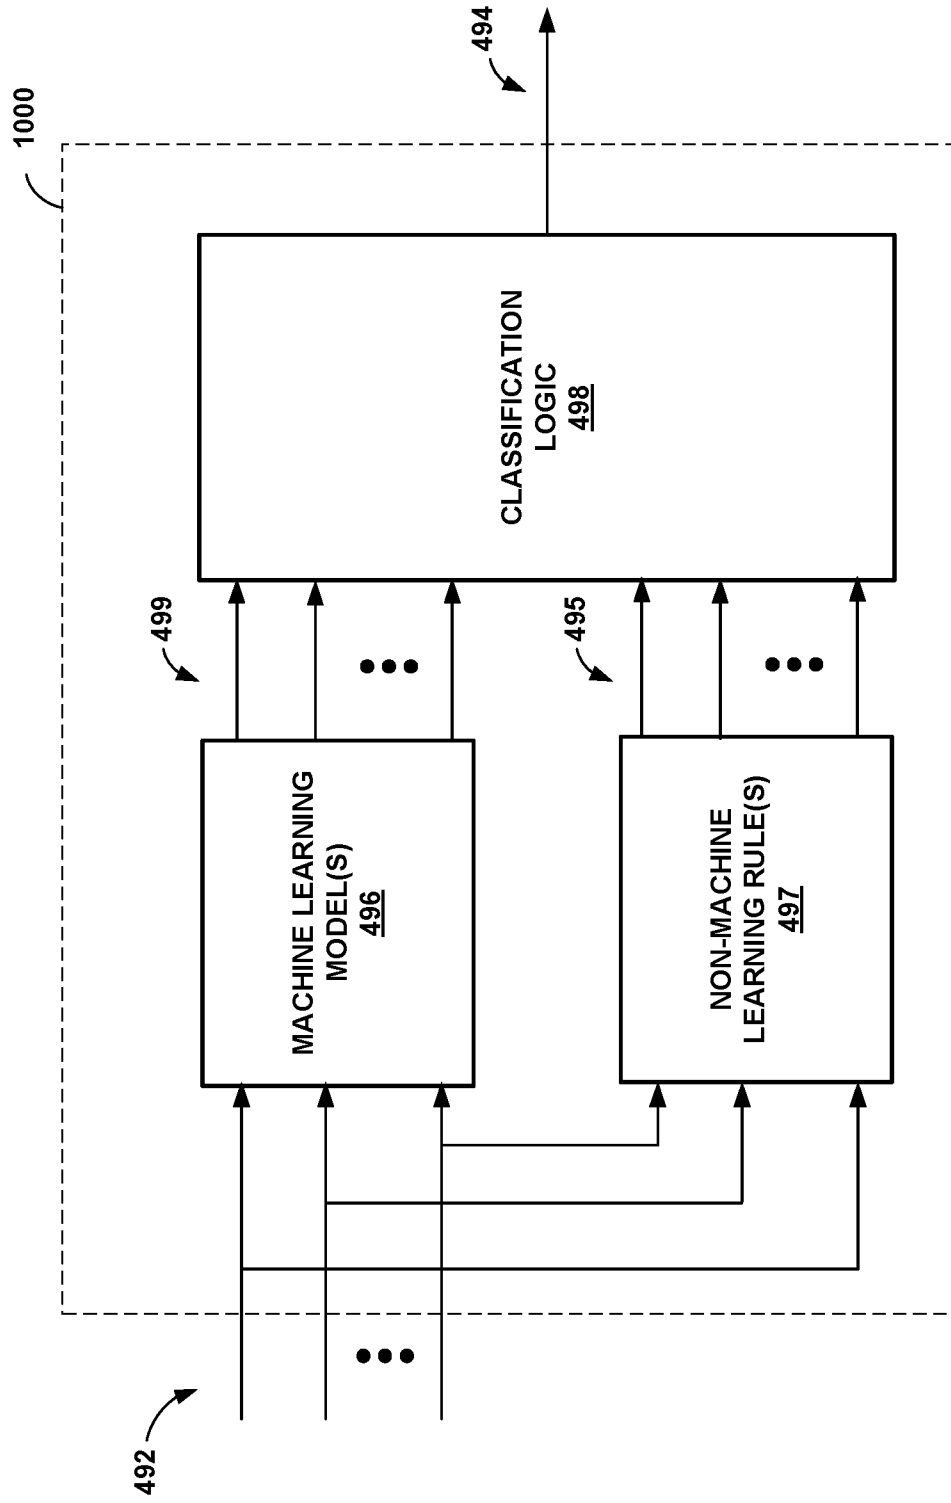 1000
492
MACHINE LEARNING
MODEL(S)
496
499
NON-MACHINE
LEARNING RULE(S)
497
495
CLASSIFICATION
LOGIC
498
494